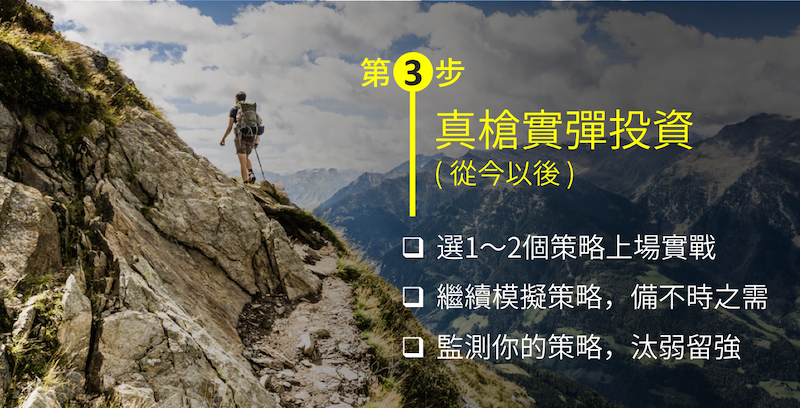 第3步
真槍實彈投資
(從今以後)
❑ 選1～2個策略上場實戰
❑ 繼續模擬策略，備不時之需
❑ 監測你的策略，汰弱留強